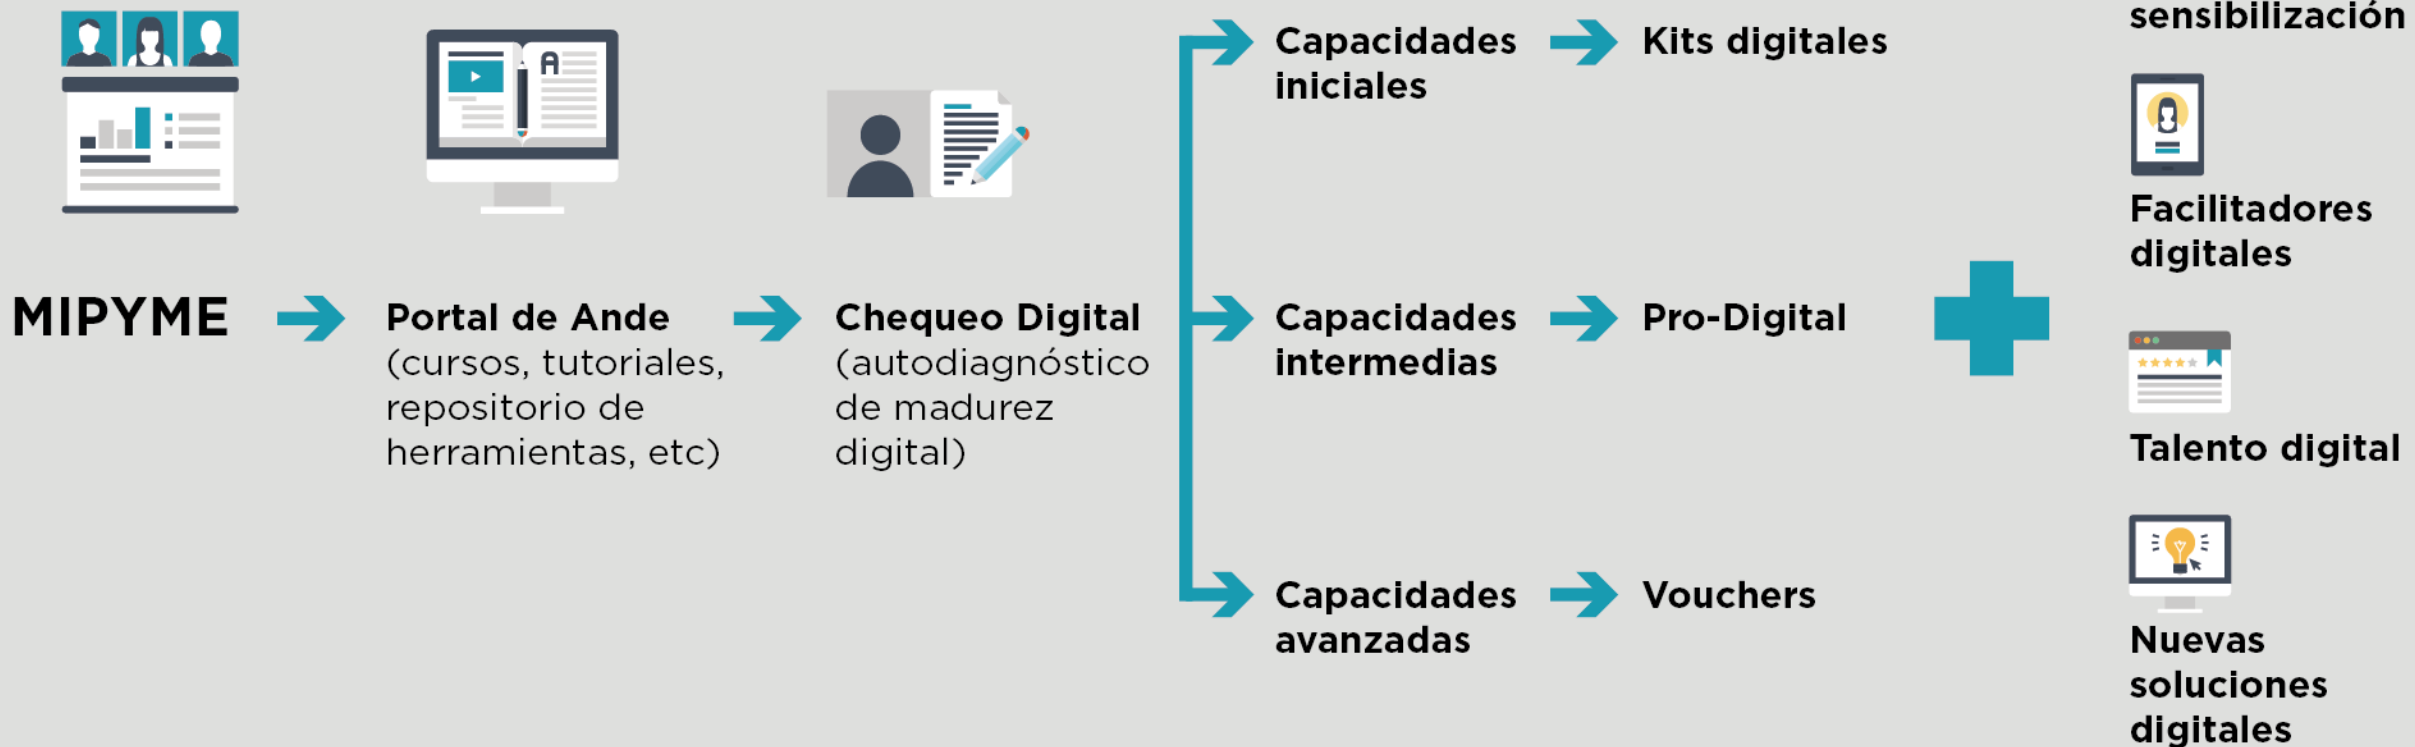 MIPYME
Portal de Ande
(cursos, tutoriales,
repositorio de
herramientas, etc)
Chequeo Digital
(autodiagnóstico
de madurez
digital)
Capacidades
iniciales
Kits digitales
Capacidades
intermedias
Pro-Digital
Capacidades
avanzadas
Vouchers
sensibilización
Facilitadores
digitales
Talento digital
Nuevas
soluciones
digitales
A